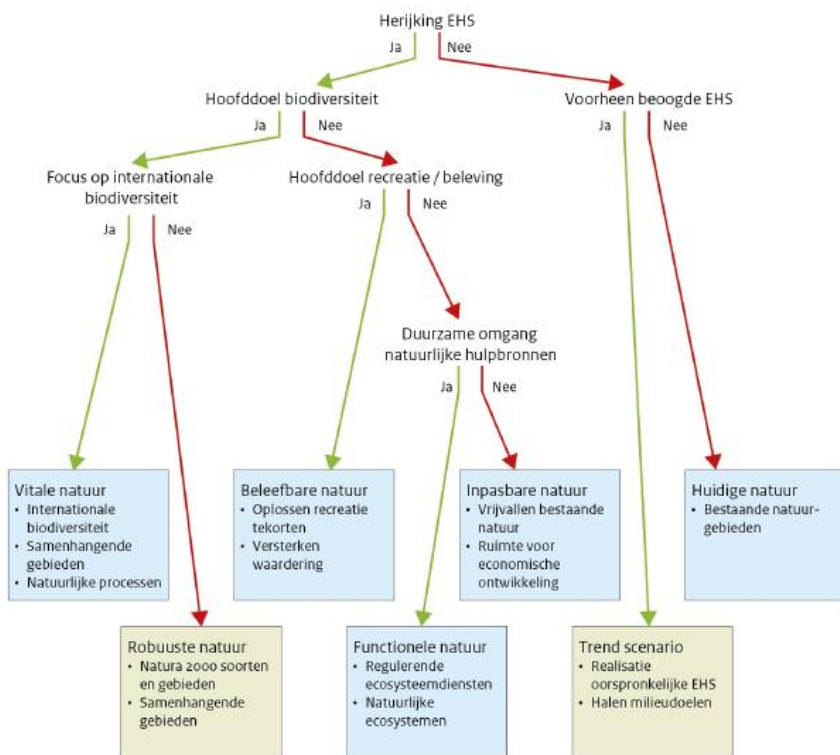 Herijking EHS
Ja
Nee
Hoofddoel biodiversiteit
Voorheen beoogde EHS
Ja
Nee
Ja
Nee
Focus op internationale
biodiversiteit
Hoofddoel recreatie / beleving
Ja
Nee
Ja
Nee
Duurzame omgang
natuurlijke hulpbronnen
Ja
Nee
Vitale natuur
• Internationale
biodiversiteit
• Samenhangende
gebieden
• Natuurlijke processen
Beleefbare natuur
• Oplossen recreatie
tekorten
• Versterken
waardering
Inpasbare natuur
• Vrijvallen bestaande
natuur
• Ruimte voor
economische
ontwikkeling
Huidige natuur
• Bestaande natuur-
gebieden
Robuuste natuur
• Natura 2000 soorten
en gebieden
• Samenhangende
gebieden
Functionele natuur
• Regulerende
ecosysteemdiensten
• Natuurlijke
ecosystemen
Trend scenario
• Realisatie
oorspronkelijke EHS
• Halen milieudoelen